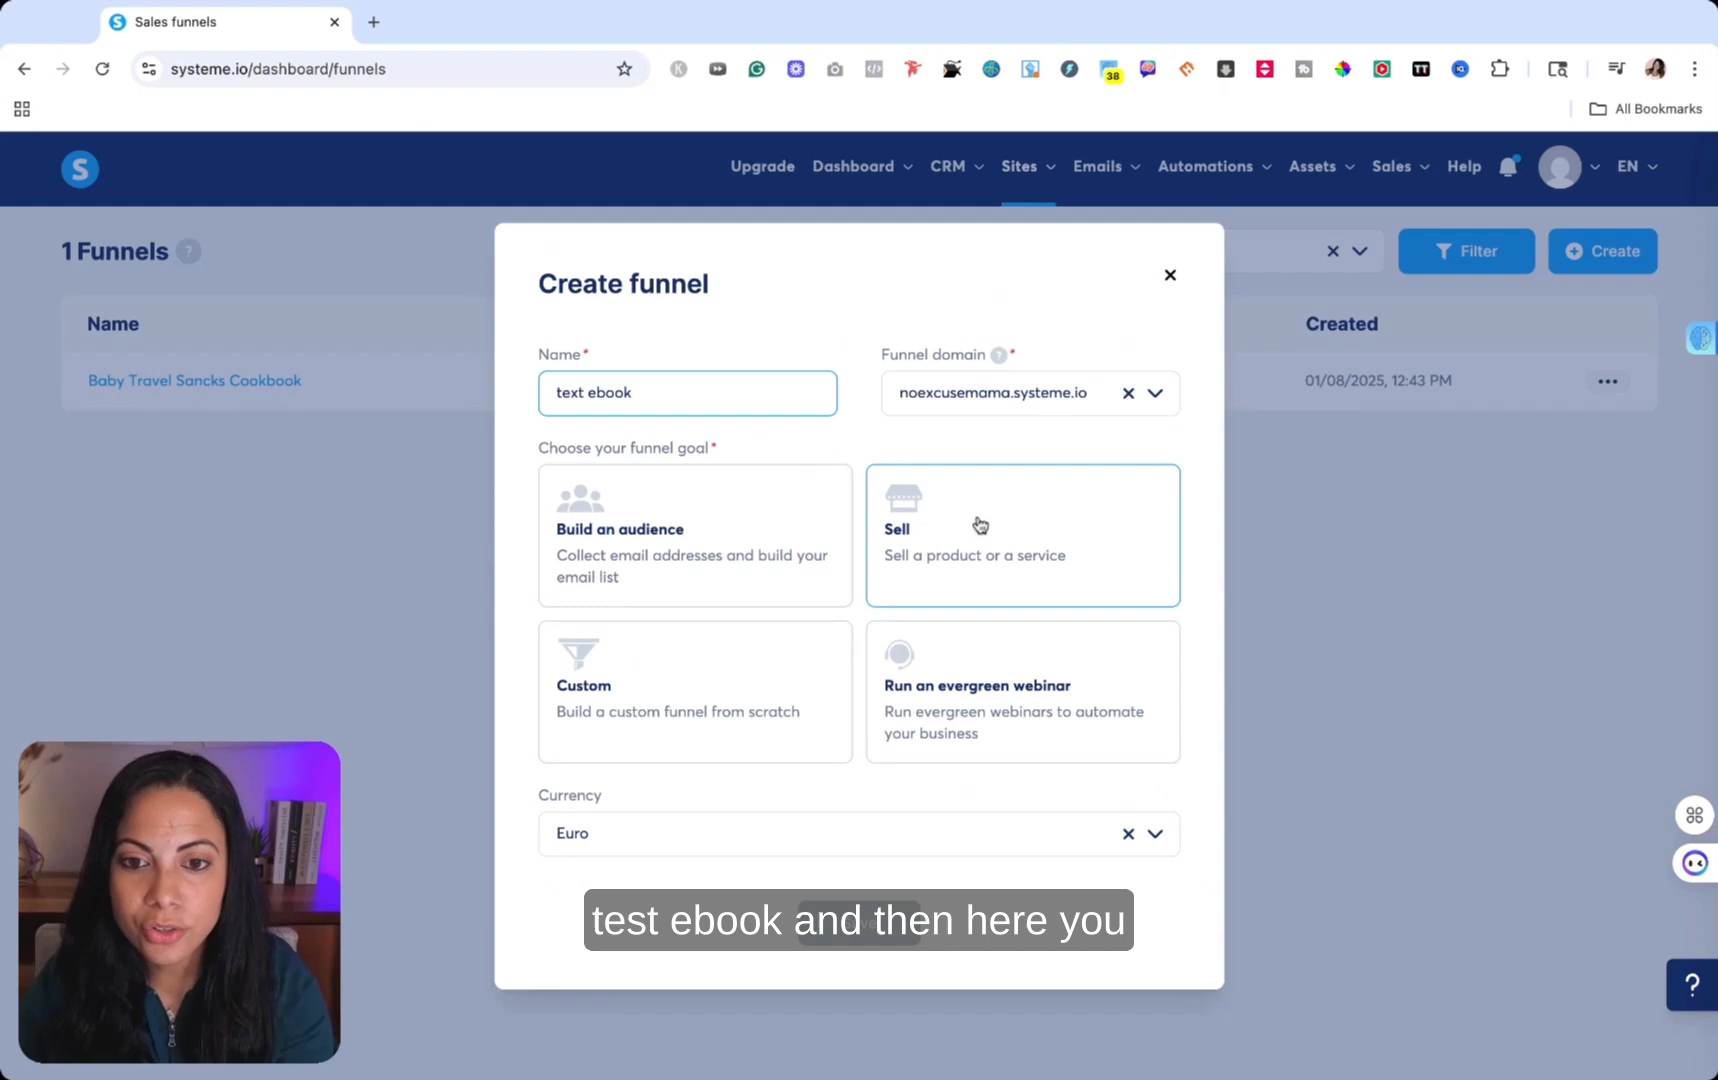 Sales funnels
systeme.io/dashboard/funnels
38
TT
All Bookmarks
S
Upgrade Dashboard CRM Sites Emails Automations Assets Sales Help EN
1 Funnels ?
Filter
Create
Name
Created
Baby Travel Sancks Cookbook
01/08/2025, 12:43 PM
Create funnel
Name*
Funnel domain ? *
text ebook
noexcusemama.systeme.io
Choose your funnel goal*
Build an audience
Collect email addresses and build your
email list
Sell
Sell a product or a service
Custom
Build a custom funnel from scratch
Run an evergreen webinar
Run evergreen webinars to automate
your business
Currency
Euro
test ebook and then here you
?